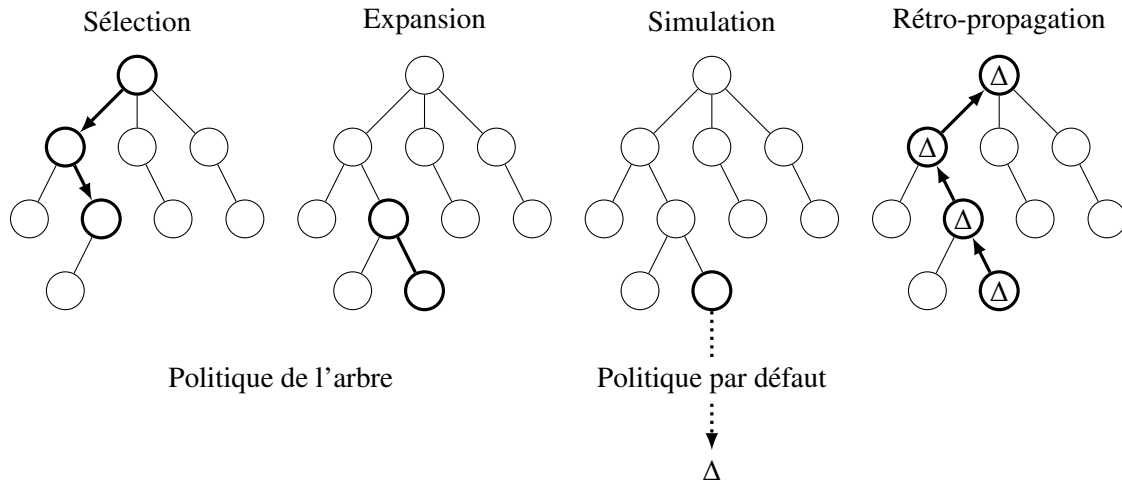 Sélection Expansion Simulation Rétro-propagation
Δ
Δ
Δ
Δ
Politique de l'arbre Politique par défaut
Δ